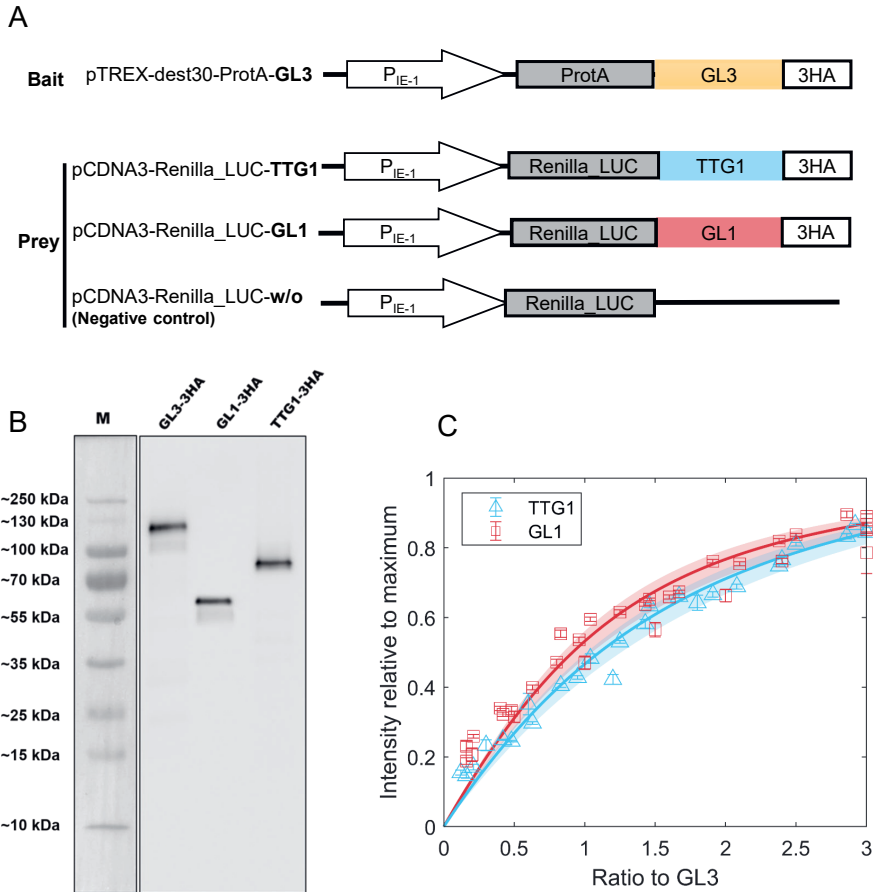 A
Bait
pTREX-dest30-ProtA-GL3
P_IE-1
ProtA
GL3
3HA
Prey
pCDNA3-Renilla_LUC-TTG1
P_IE-1
Renilla_LUC
TTG1
3HA
pCDNA3-Renilla_LUC-GL1
P_IE-1
Renilla_LUC
GL1
3HA
pCDNA3-Renilla_LUC-w/o
(Negative control)
P_IE-1
Renilla_LUC
B
M
GL3-3HA
GL1-3HA
TTG1-3HA
~250 kDa
~130 kDa
~100 kDa
~70 kDa
~55 kDa
~35 kDa
~25 kDa
~15 kDa
~10 kDa
C
TTG1
GL1
Intensity relative to maximum
1
0.8
0.6
0.4
0.2
0
0
0.5
1
1.5
2
2.5
3
Ratio to GL3